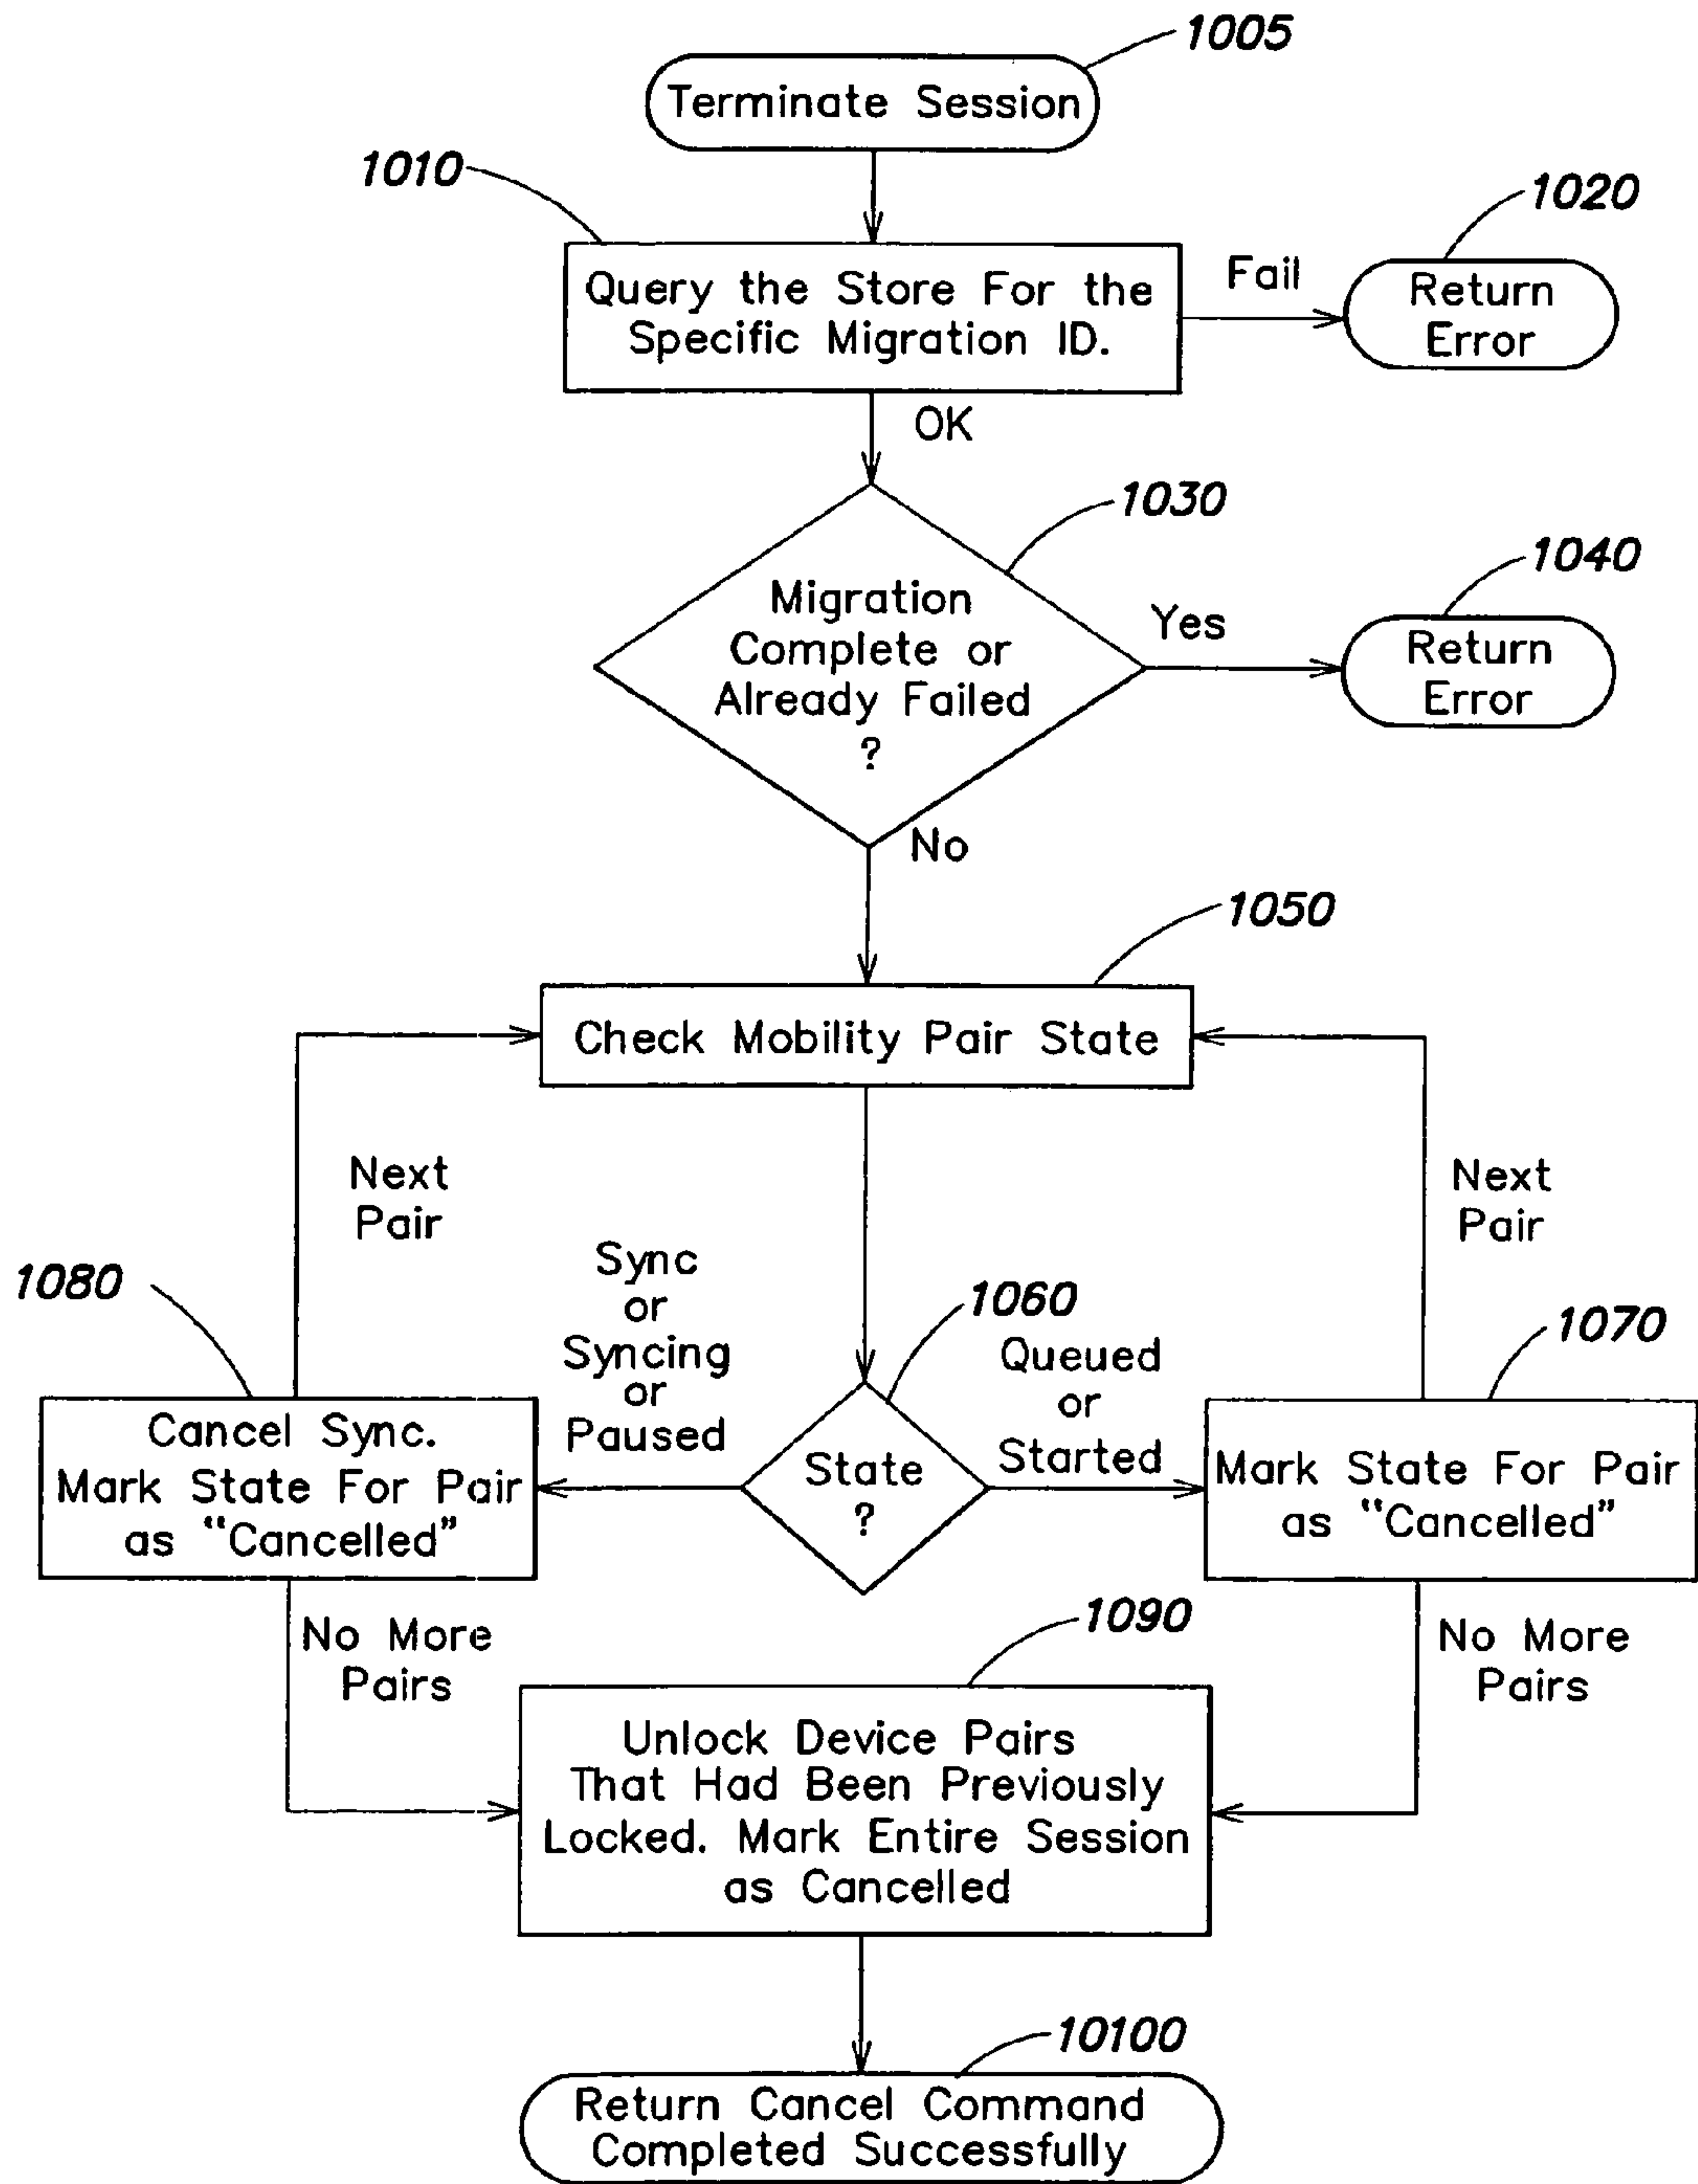 1005
Terminate Session
1010
1020
Query the Store For the
Specific Migration ID.
Fail
Return
Error
OK
1030
1040
Migration
Complete or
Already Failed
?
Yes
Return
Error
No
1050
Check Mobility Pair State
Next
Pair
Next
Pair
1080
Sync
or
Syncing
or
Paused
1060
Queued
or
Started
1070
Cancel Sync.
Mark State For Pair
as "Cancelled"
State
?
Mark State For Pair
as "Cancelled"
No More
Pairs
1090
No More
Pairs
Unlock Device Pairs
That Had Been Previously
Locked. Mark Entire Session
as Cancelled
10100
Return Cancel Command
Completed Successfully